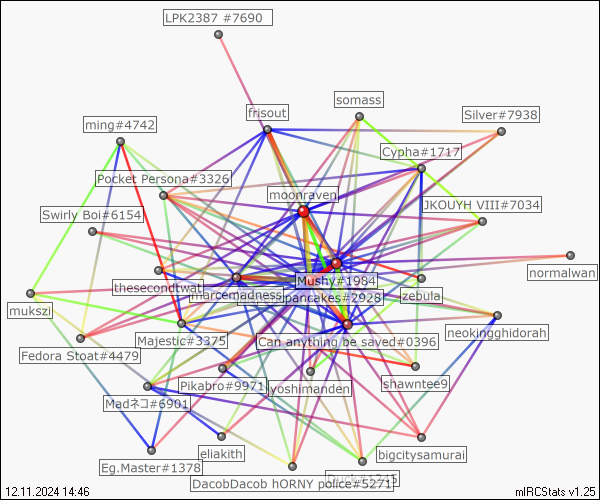 LPK2387 #7690
somass
frisout
Silver#7938
ming#4742
Cypha#1717
Pocket Persona#3326
moonraven
JKOUYH VIII#7034
Swirly Boi#6154
normalwan
Mushy#1984
thesecondtwat
marcemadness
pancakes#2928
zebula
mukszi
neokingghidorah
Majestic#3375
Can anything be saved#0396
Fedora Stoat#4479
Pikabro#9971
yoshimanden
shawntee9
Madネコ#6901
eliakith
bigcitysamurai
Eg.Master#1378
DacobDacob hORNY police#5271
12.11.2024 14:46
mIRCStats v1.25